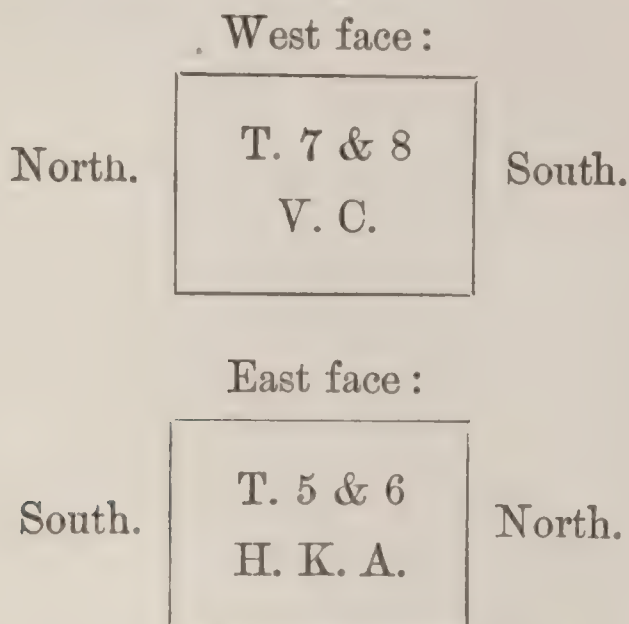 West face:
North. T. 7 & 8 South.
V. C.
East face:
South. T. 5 & 6 North.
H. K. A.